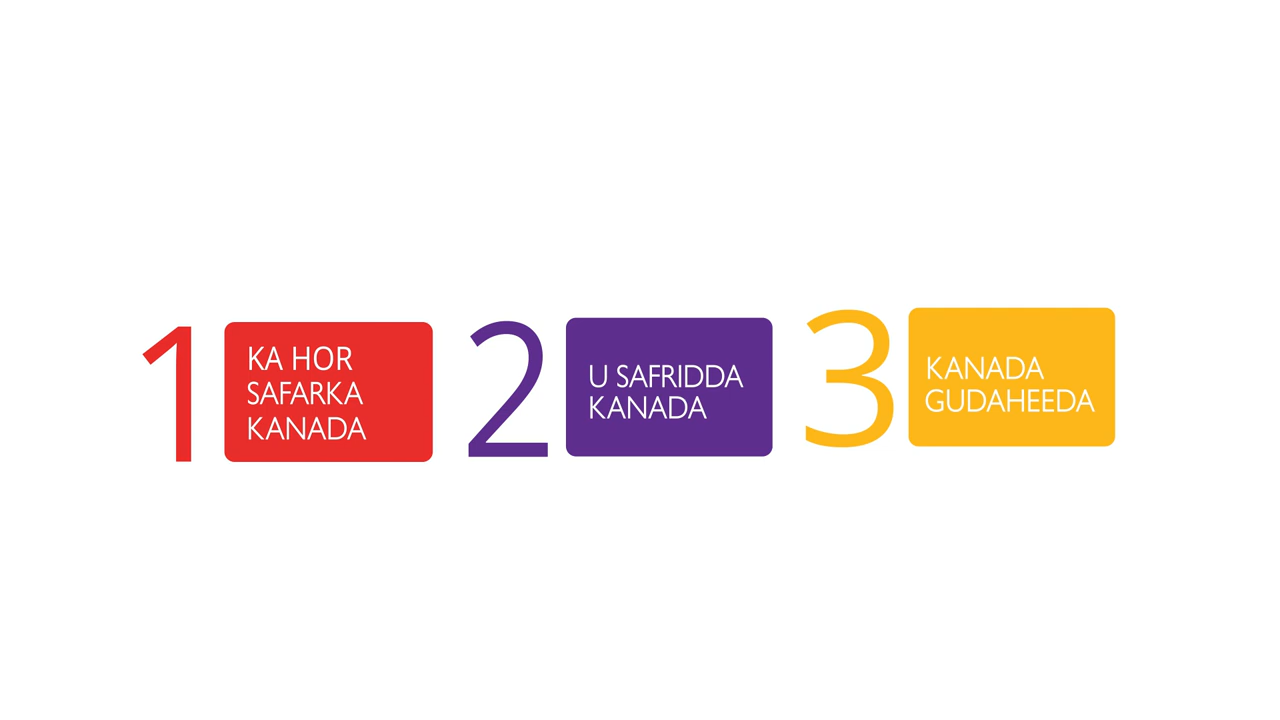 1
KA HOR
SAFARKA
KANADA
2
U SAFRIDDA
KANADA
3
KANADA
GUDAHEEDA